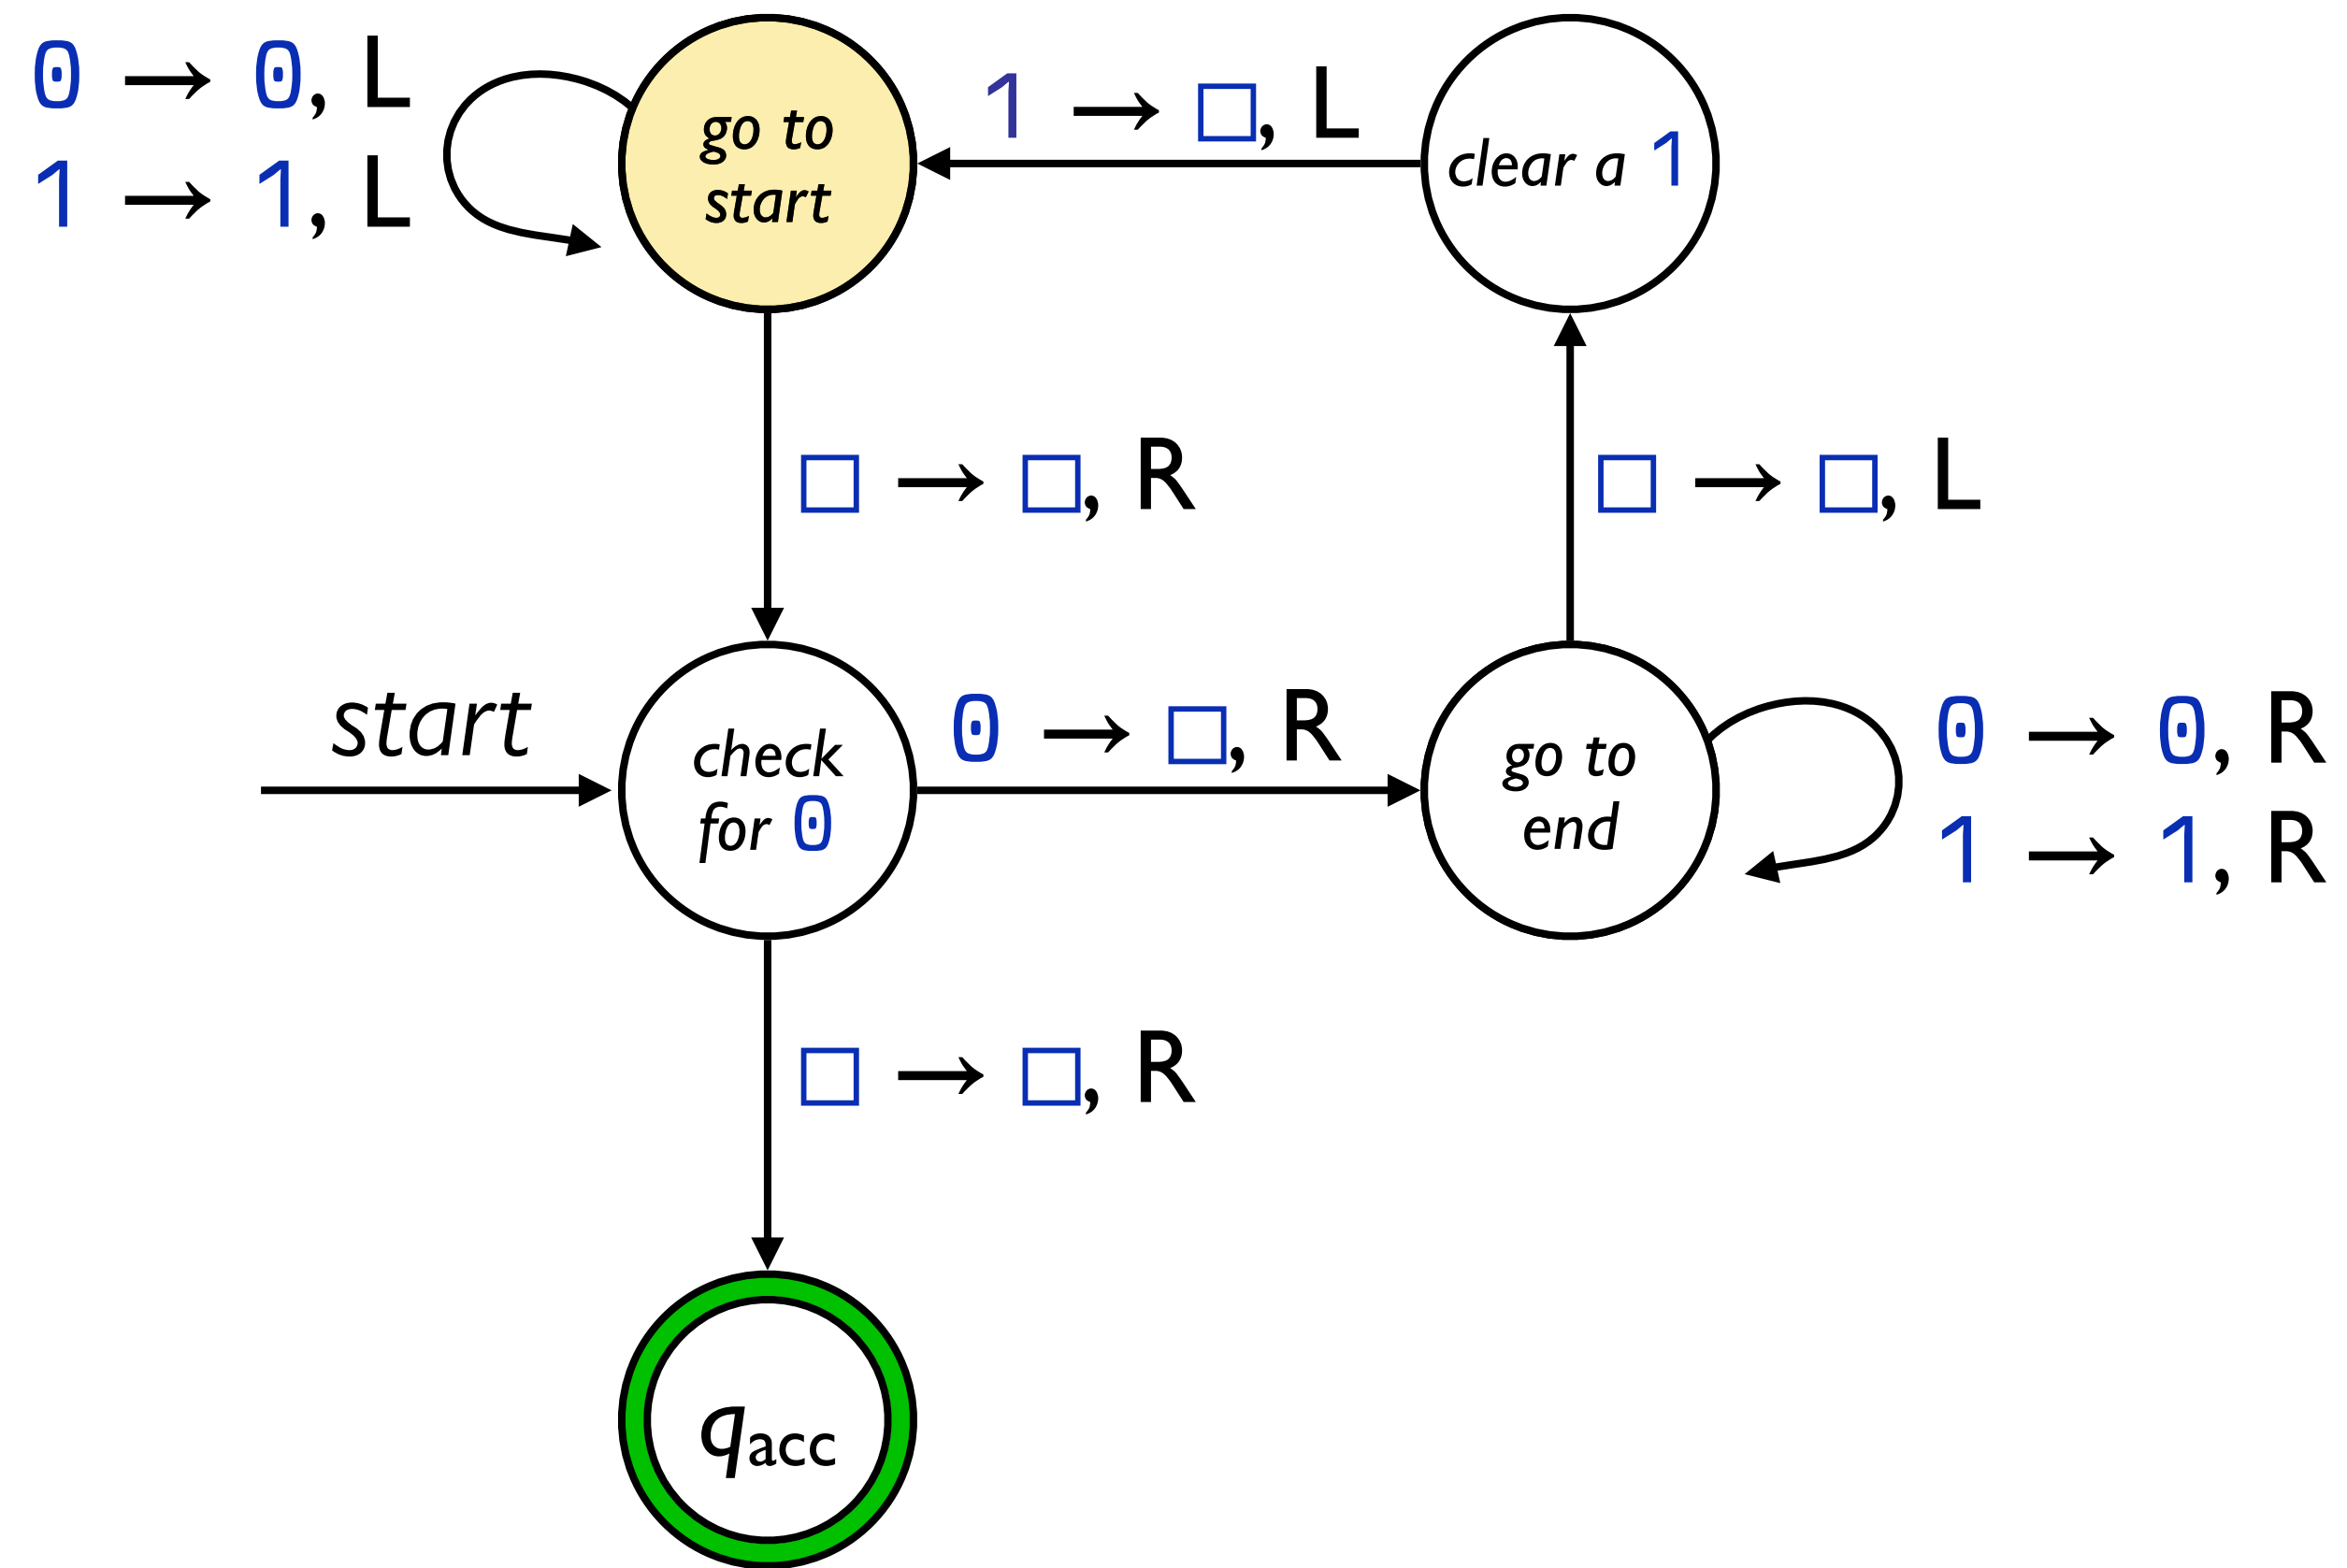 0 → 0, L
1 → 1, L
go to
start
1 → □, L
clear a 1
□ → □, R
□ → □, L
start
check
for 0
0 → □, R
go to
end
0 → 0, R
1 → 1, R
□ → □, R
qacc